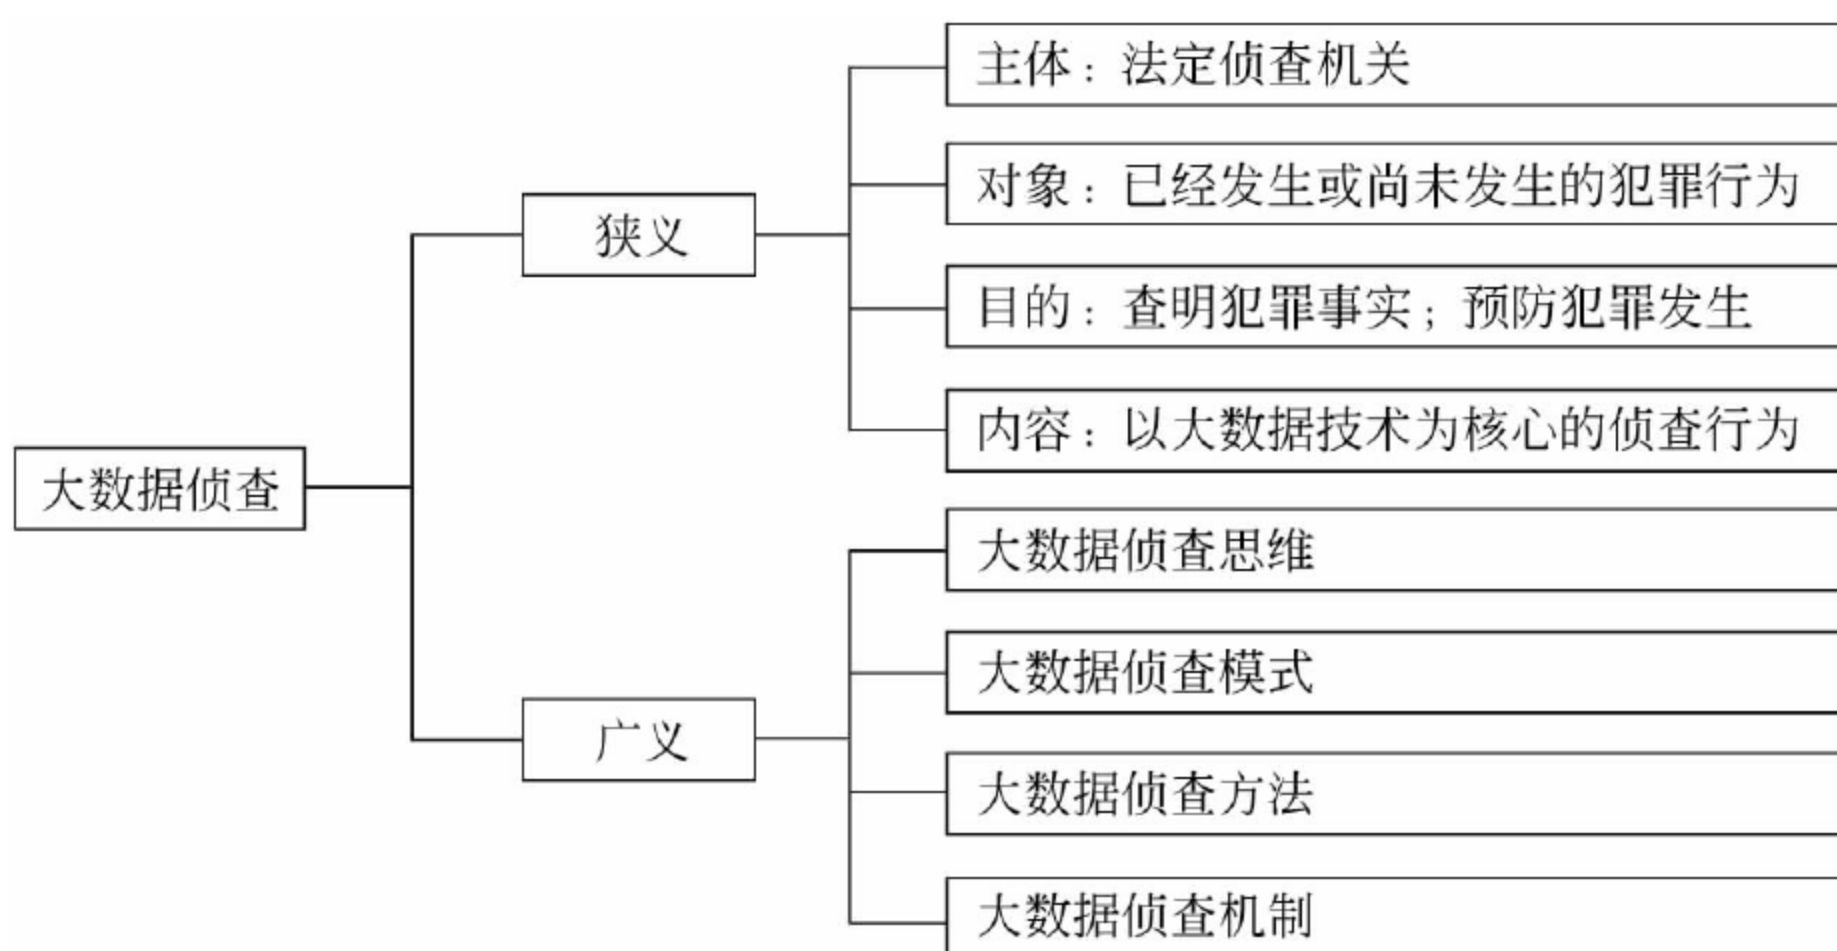 主体：法定侦查机关
对象：已经发生或尚未发生的犯罪行为
狭义
目的：查明犯罪事实；预防犯罪发生
内容：以大数据技术为核心的侦查行为
大数据侦查
大数据侦查思维
大数据侦查模式
广义
大数据侦查方法
大数据侦查机制